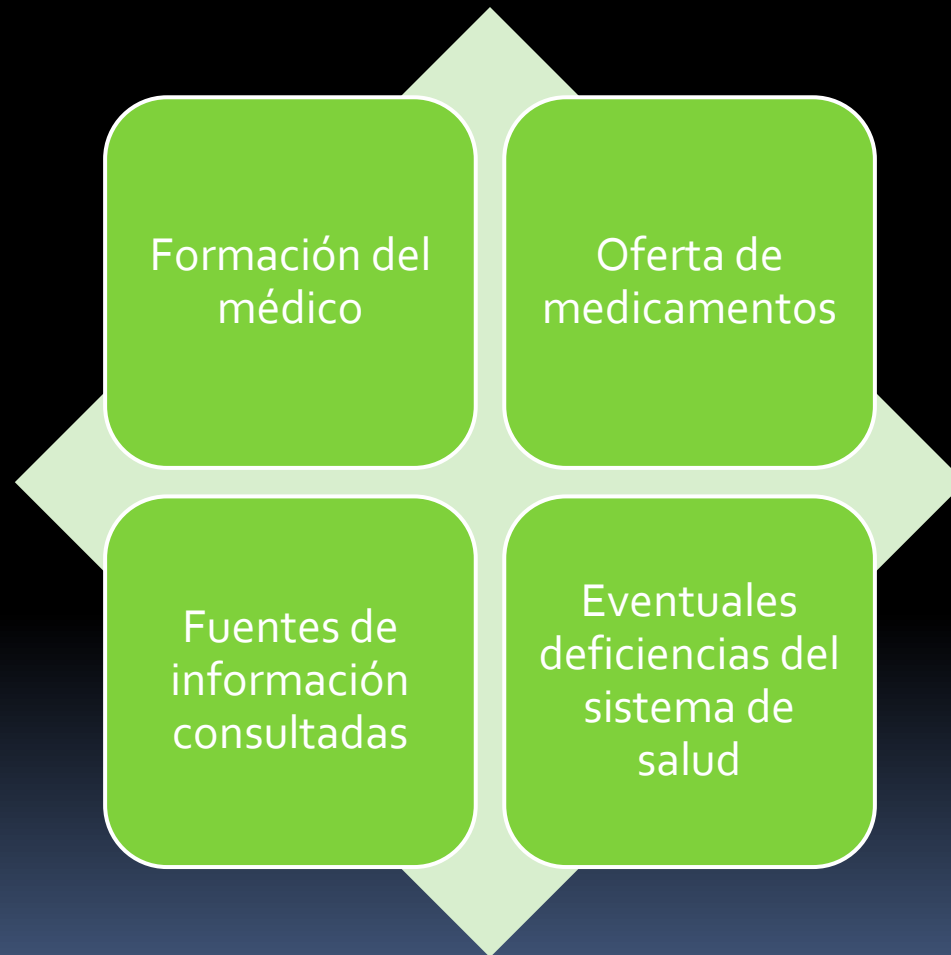 Formación del
médico
Oferta de
medicamentos
Fuentes de
información
consultadas
Eventuales
deficiencias del
sistema de
salud